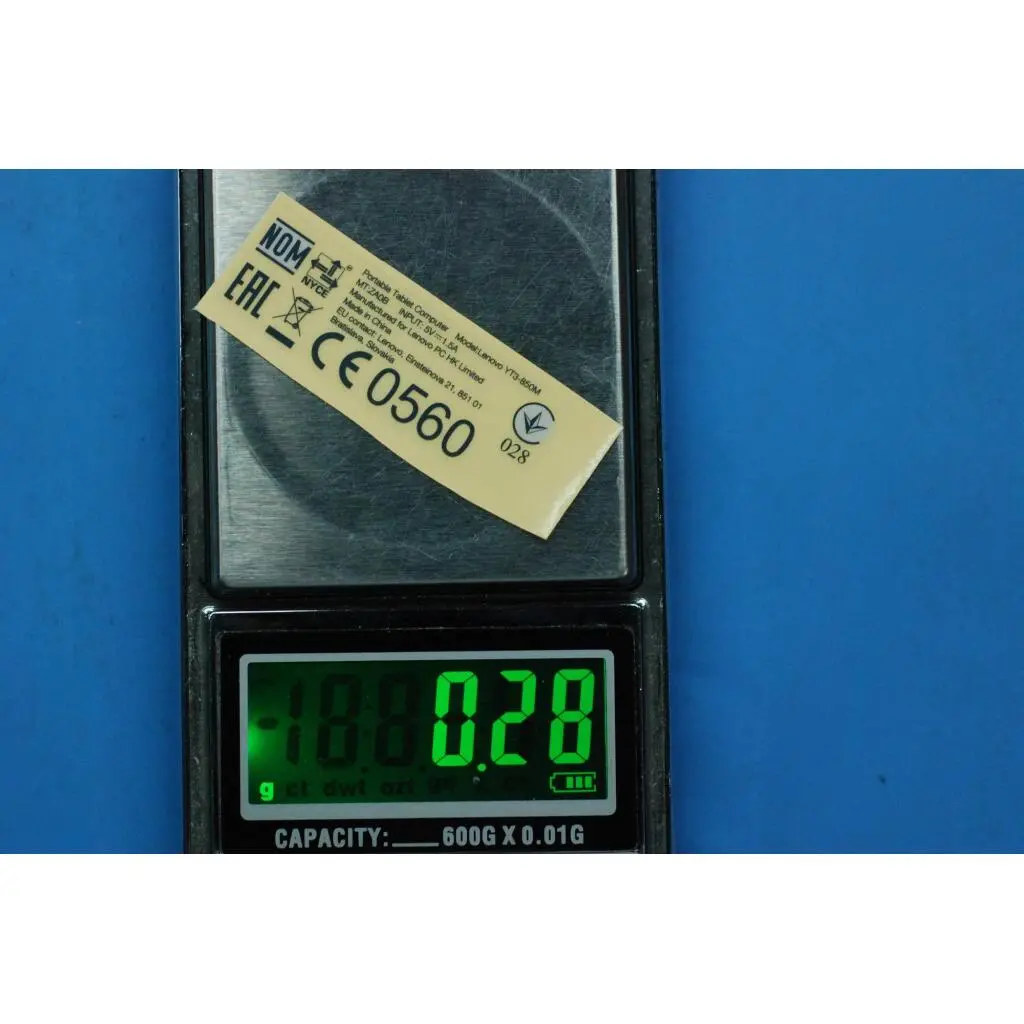 NOM
NYCE
®
EAC
Portable Tablet Computer Model:Lenovo YT3-850M
MT:ZA0B INPUT: 5V⎓1.5A
Manufactured for Lenovo PC HK Limited
Made in China
EU contact: Lenovo, Einsteinova 21, 851 01
Bratislava, Slovakia
CE0560
028
0.28
g ct dwt ozt gn
CAPACITY: 600G X 0.01G